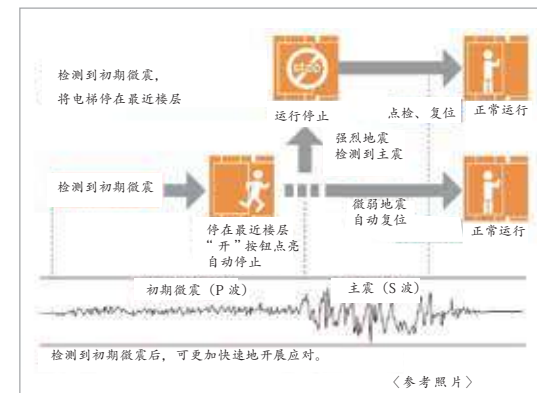 检测到初期微震，
将电梯停在最近楼层
stop
运行停止
点检、复位
正常运行
强烈地震
检测到主震
检测到初期微震
停在最近楼层
“开”按钮点亮
自动停止
微弱地震
自动复位
正常运行
初期微震（P 波）
主震（S 波）
检测到初期微震后，可更加快速地开展应对。
〈参考照片〉